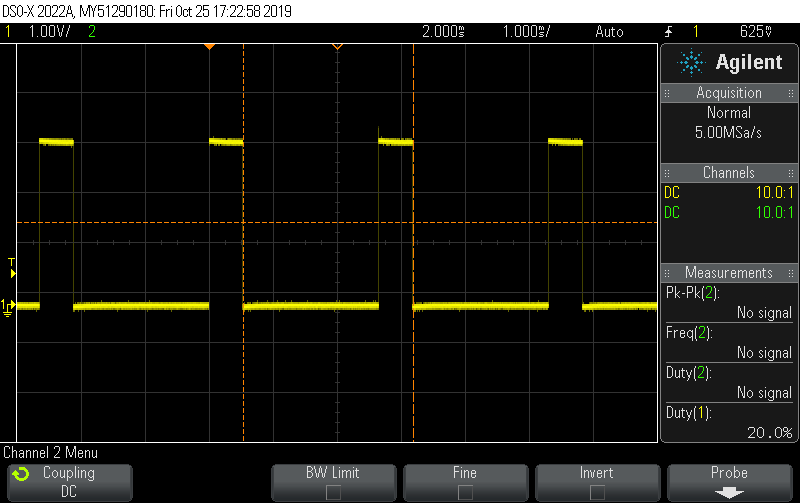 DSO-X 2022A, MY51290180: Fri Oct 25 17:22:58 2019
1 1.00V/ 2 2.000s 1.000s/ Auto 1 625V
Agilent
Acquisition
Normal
5.00MSa/s
Channels
DC 10.0:1
DC 10.0:1
T
1
Measurements
Pk-Pk(2):
No signal
Freq(2):
No signal
Duty(2):
No signal
Duty(1):
20.0%
Channel 2 Menu
Coupling
DC
BW Limit
Fine
Invert
Probe